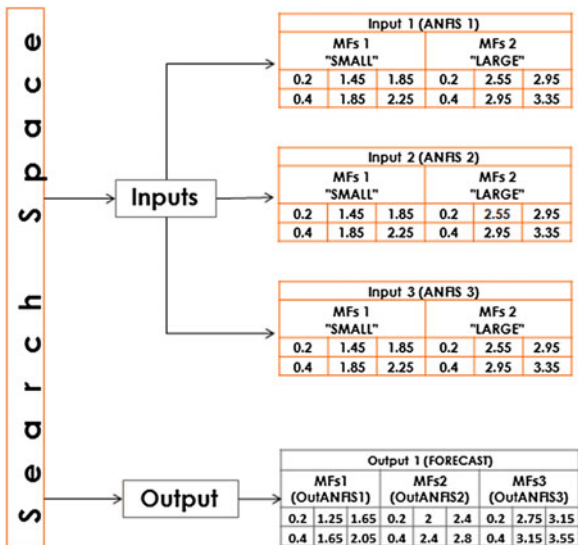 Search Space
Inputs
Output
Input 1 (ANFIS 1)
MFs 1 MFs 2
"SMALL" "LARGE"
0.2 1.45 1.85 0.2 2.55 2.95
0.4 1.85 2.25 0.4 2.95 3.35
Input 2 (ANFIS 2)
MFs 1 MFs 2
"SMALL" "LARGE"
0.2 1.45 1.85 0.2 2.55 2.95
0.4 1.85 2.25 0.4 2.95 3.35
Input 3 (ANFIS 3)
MFs 1 MFs 2
"SMALL" "LARGE"
0.2 1.45 1.85 0.2 2.55 2.95
0.4 1.85 2.25 0.4 2.95 3.35
Output 1 (FORECAST)
MFs1 MFs2 MFs3
(OutANFIS1) (OutANFIS2) (OutANFIS3)
0.2 1.25 1.65 0.2 2 2.4 0.2 2.75 3.15
0.4 1.65 2.05 0.4 2.4 2.8 0.4 3.15 3.55